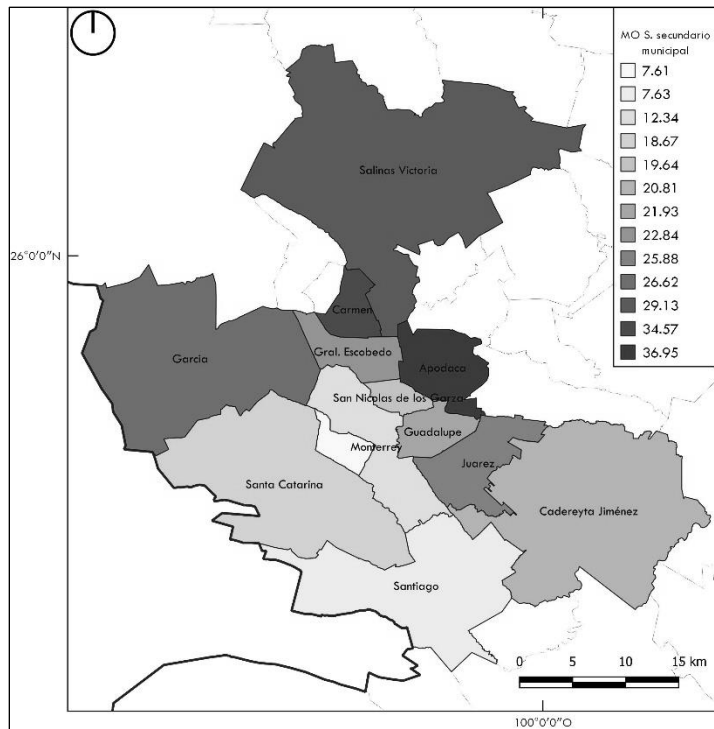 MO S. secundario
municipal
7.61
7.63
12.34
18.67
19.64
20.81
21.93
22.84
25.88
26.62
29.13
34.57
36.95
Salinas Victoria
26°0'0"N
Carmen
Garcia
Gral. Escobedo
Apodaca
San Nicolas de los Garza
Guadalupe
Monterrey
Juarez
Santa Catarina
Cadereyta Jiménez
Santiago
0 5 10 15 km
100°0'0"O